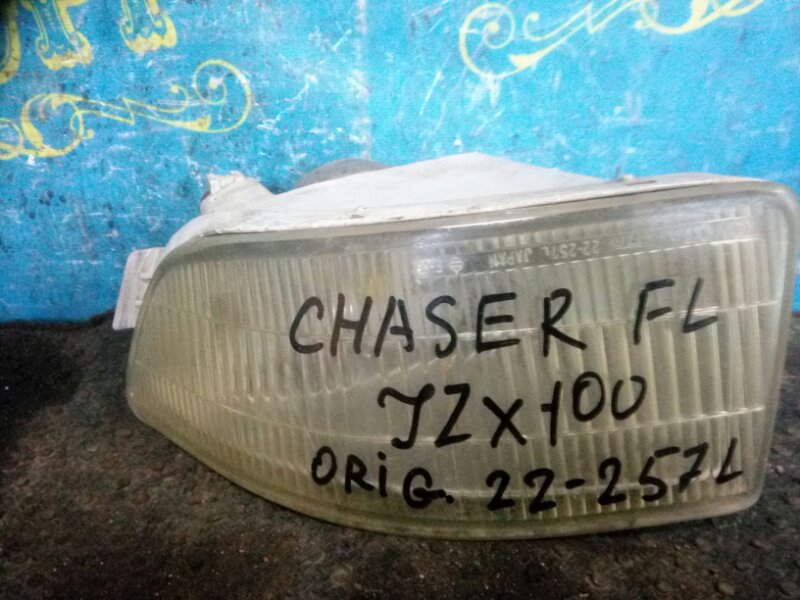 22-257L JAPAN
CHASER FL
JZX100
ORIG. 22-257L